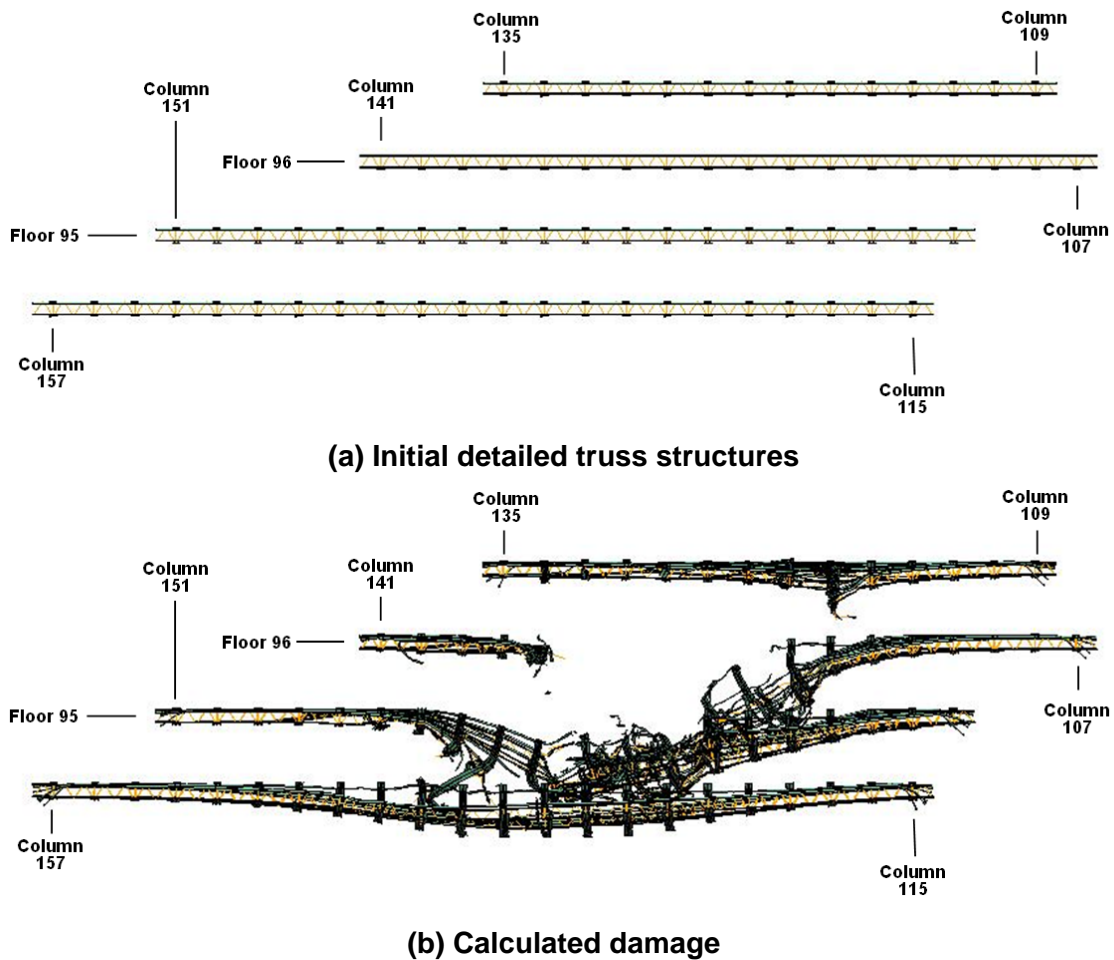 Column
135
Column
109
Column
151
Column
141
Floor 96
Column
107
Floor 95
Column
157
Column
115
(a) Initial detailed truss structures
Column
135
Column
109
Column
151
Column
141
Floor 96
Column
107
Floor 95
Column
157
Column
115
(b) Calculated damage